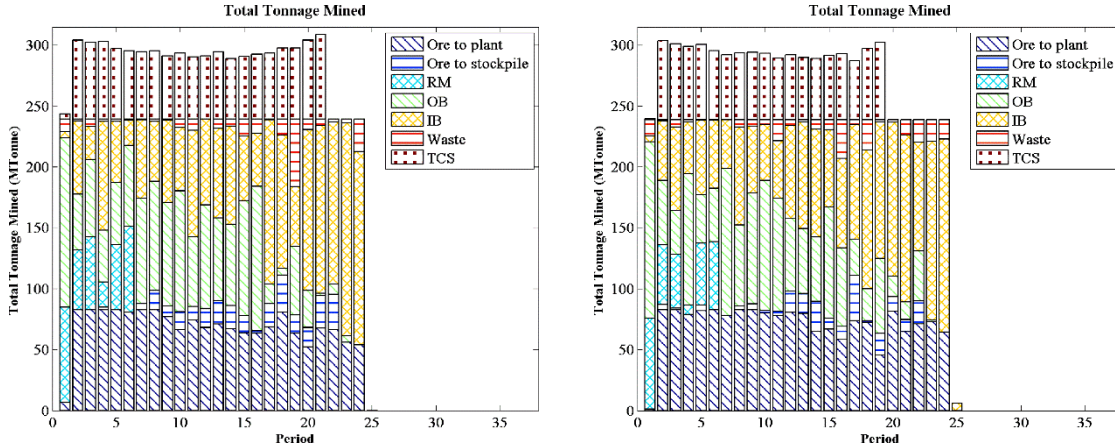 Total Tonnage Mined
Total Tonnage Mined (MTonne)
300
250
200
150
100
50
0
0 5 10 15 20 25 30 35
Period
Ore to plant
Ore to stockpile
RM
OB
IB
Waste
TCS
Total Tonnage Mined
Total Tonnage Mined (MTonne)
300
250
200
150
100
50
0
0 5 10 15 20 25 30 35
Period
Ore to plant
Ore to stockpile
RM
OB
IB
Waste
TCS